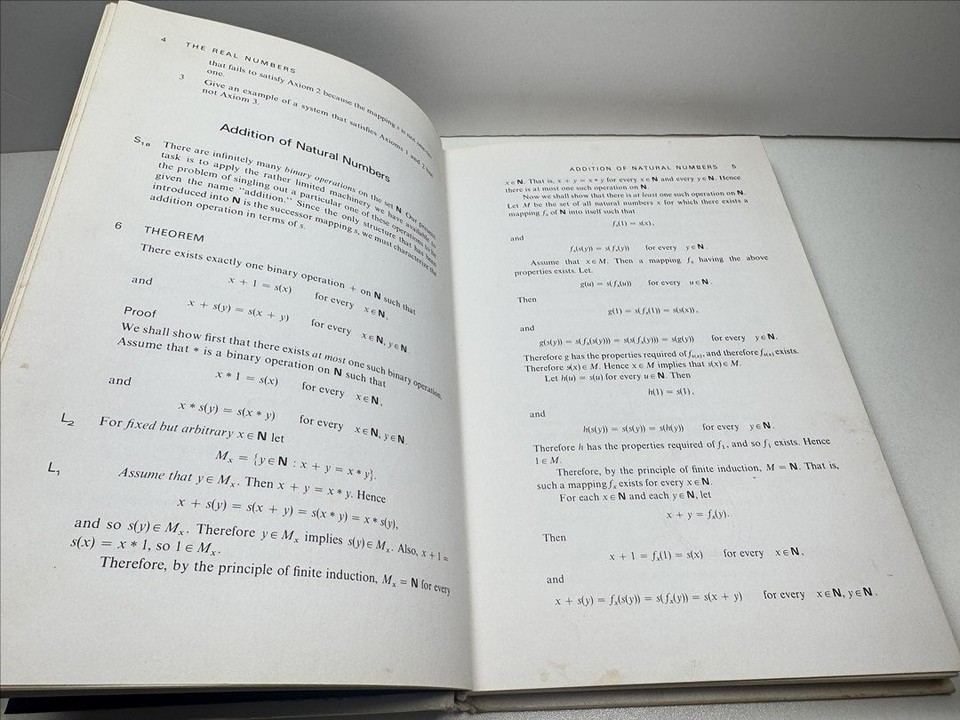 4 THE REAL NUMBERS
that fails to satisfy Axiom 2 because the mapping s is not
one.
3 Give an example of a system that satisfies Axioms 1 and 2 but
not Axiom 3.
Addition of Natural Numbers
S₁₈ There are infinitely many binary operations on the set N. Our present
task is to apply the rather limited machinery we have available to
the problem of singling out a particular one of these operations to be
given the name "addition." Since the only structure that has been
introduced into N is the successor mapping s, we must characterize the
addition operation in terms of s.
6 THEOREM
There exists exactly one binary operation + on N such that
x + 1 = s(x) for every x∈N,
and
x + s(y) = s(x + y) for every x∈N, y∈N.
Proof
We shall show first that there exists at most one such binary operation.
Assume that * is a binary operation on N such that
x * 1 = s(x) for every x∈N,
and
x * s(y) = s(x * y) for every x∈N, y∈N.
L₂ For fixed but arbitrary x∈N let
Mₓ = {y∈N : x + y = x * y}.
L₁ Assume that y∈Mₓ. Then x + y = x * y. Hence
x + s(y) = s(x + y) = s(x * y) = x * s(y),
and so s(y)∈Mₓ. Therefore y∈Mₓ implies s(y)∈Mₓ. Also, x + 1 =
s(x) = x * 1, so 1∈Mₓ.
Therefore, by the principle of finite induction, Mₓ = N for every
ADDITION OF NATURAL NUMBERS 5
x∈N. That is, x + y = x * y for every x∈N and every y∈N. Hence
there is at most one such operation on N.
Now we shall show that there is at least one such operation on N.
Let M be the set of all natural numbers x for which there exists a
mapping fₓ of N into itself such that
fₓ(1) = s(x),
and
fₓ(s(y)) = s(fₓ(y)) for every y∈N.
Assume that x∈M. Then a mapping fₓ having the above
properties exists. Let.
g(u) = s(fₓ(u)) for every u∈N.
Then
g(1) = s(fₓ(1)) = s(s(x)),
and
g(s(y)) = s(fₓ(s(y))) = s(s(fₓ(y))) = s(g(y)) for every y∈N.
Therefore g has the properties required of f_{s(x)}, and therefore f_{s(x)} exists.
Therefore s(x)∈M. Hence x∈M implies that s(x)∈M.
Let h(u) = s(u) for every u∈N. Then
h(1) = s(1),
and
h(s(y)) = s(s(y)) = s(h(y)) for every y∈N.
Therefore h has the properties required of f₁, and so f₁ exists. Hence
1∈M.
Therefore, by the principle of finite induction, M = N. That is,
such a mapping fₓ exists for every x∈N.
For each x∈N and each y∈N, let
x + y = fₓ(y).
Then
x + 1 = fₓ(1) = s(x) for every x∈N,
and
x + s(y) = fₓ(s(y)) = s(fₓ(y)) = s(x + y) for every x∈N, y∈N.